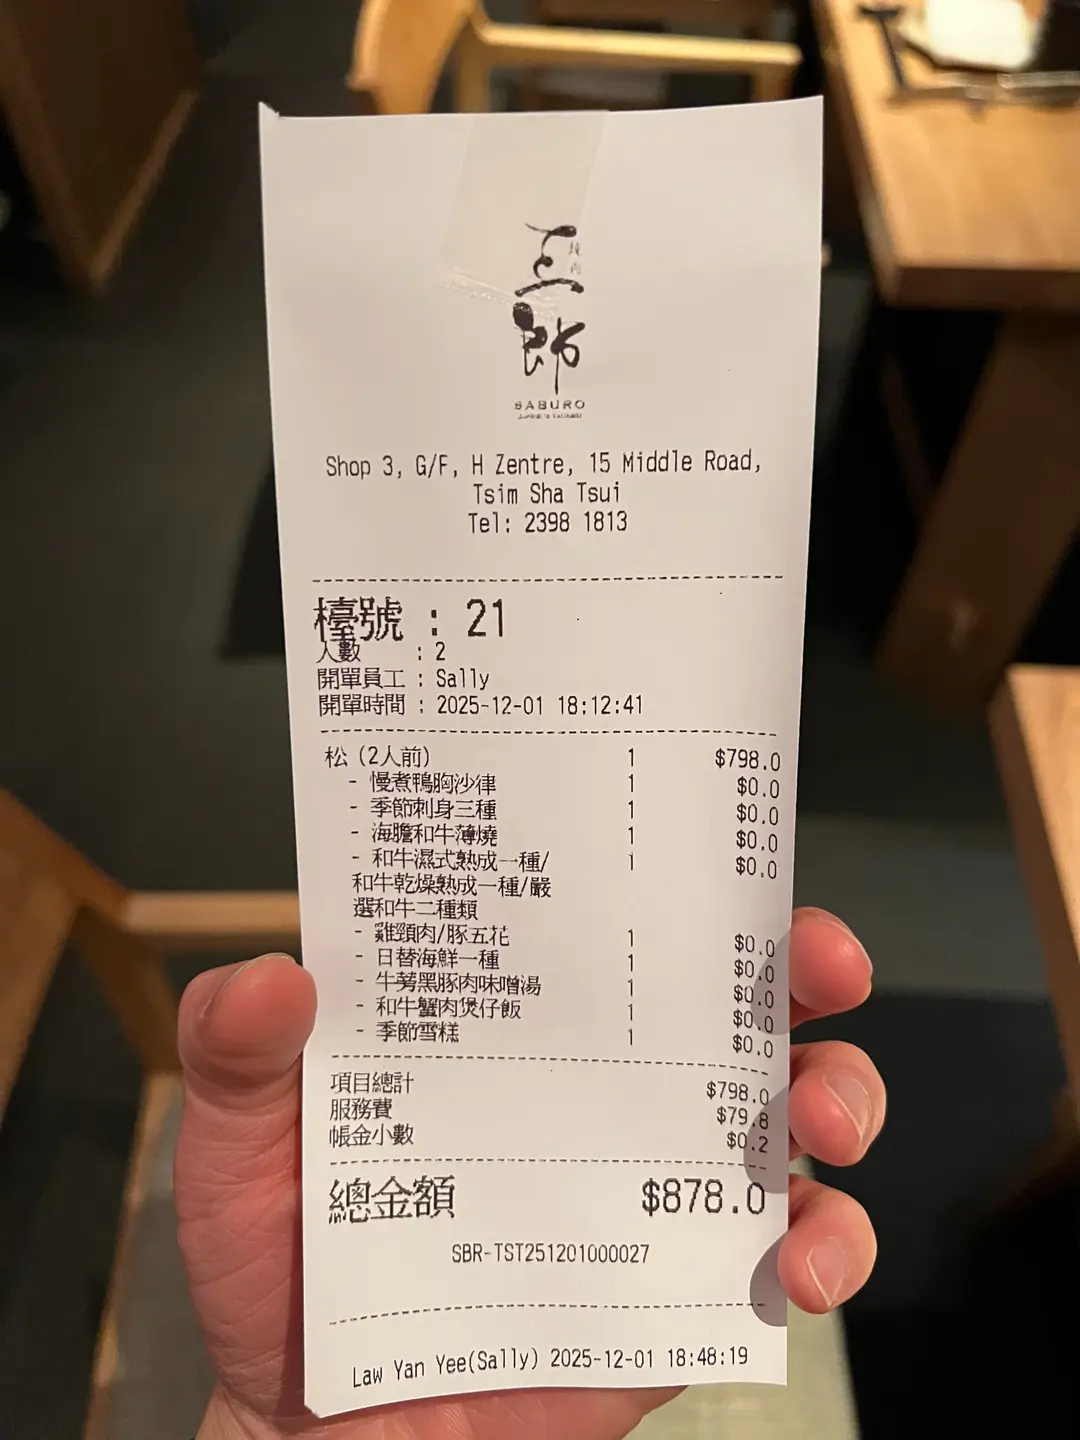 三郎
SABURO
Shop 3, G/F, H Zentre, 15 Middle Road,
Tsim Sha Tsui
Tel: 2398 1813
檯號 : 21
人數 : 2
開單員工 : Sally
開單時間 : 2025-12-01 18:12:41
松 (2人前) 1 $798.0
- 慢煮鴨胸沙律 1 $0.0
- 季節刺身三種 1 $0.0
- 海膽和牛薄燒 1 $0.0
- 和牛濕式熟成一種/ 1 $0.0
和牛乾燥熟成一種/嚴
選和牛二種類
- 雞頸肉/豚五花 1 $0.0
- 日替海鮮一種 1 $0.0
- 牛蒡黑豚肉味噌湯 1 $0.0
- 和牛蟹肉煲仔飯 1 $0.0
- 季節雪糕 1 $0.0
項目總計 $798.0
服務費 $79.8
帳金小數 $0.2
總金額 $878.0
SBR-TST251201000027
Law Yan Yee(Sally) 2025-12-01 18:48:19